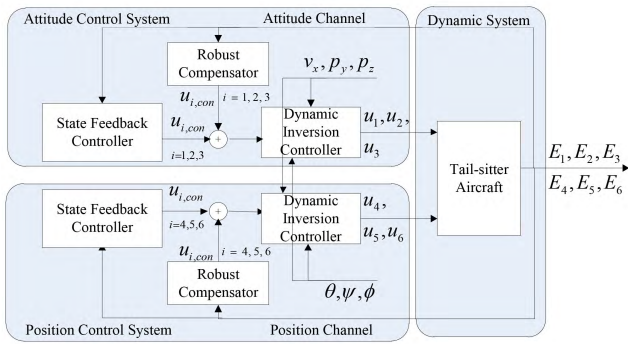 Attitude Control System
Attitude Channel
Dynamic System
Robust
Compensator
v_x, p_y, p_z
u_{i,con} i = 1, 2, 3
State Feedback
Controller
u_{i,con}
i=1,2,3
+
Dynamic
Inversion
Controller
u_1, u_2,
u_3
Tail-sitter
Aircraft
E_1, E_2, E_3
E_4, E_5, E_6
State Feedback
Controller
u_{i,con}
i=4,5,6
+
Dynamic
Inversion
Controller
u_4,
u_5, u_6
u_{i,con} i = 4, 5, 6
Robust
Compensator
θ, ψ, ϕ
Position Control System
Position Channel